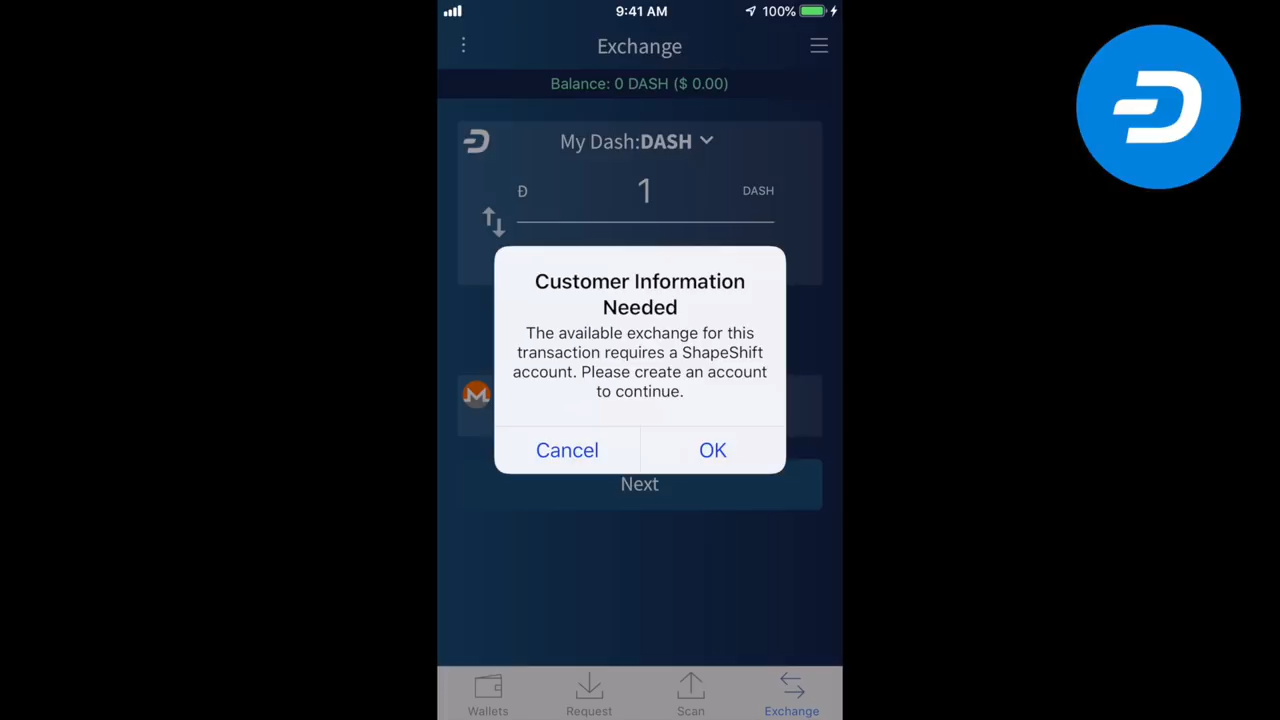 9:41 AM
100%
Exchange
Balance: 0 DASH ($ 0.00)
My Dash:DASH
Đ 1 DASH
Customer Information
Needed
The available exchange for this
transaction requires a ShapeShift
account. Please create an account
to continue.
Cancel OK
Next
Wallets Request Scan Exchange